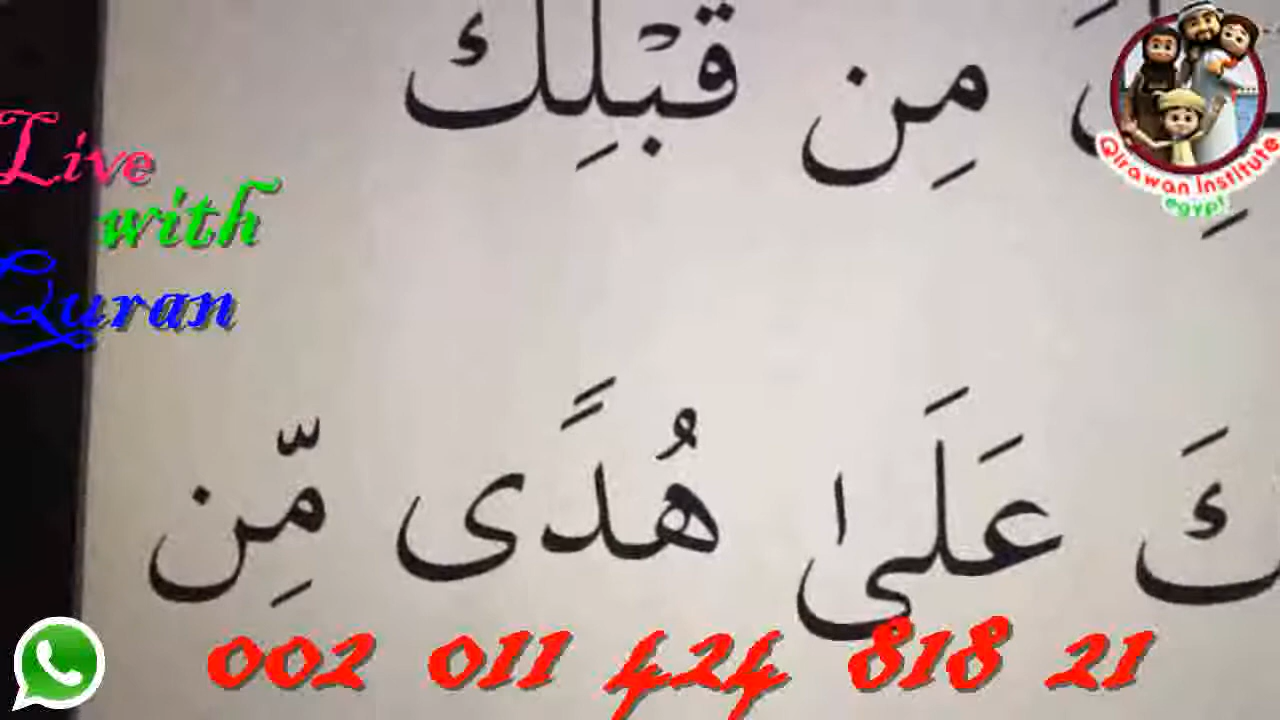 مِن قَبْلِكَ
Qirawan Institute
egypt
Live
with
Quran
كَ عَلَىٰ هُدًى مِّن
002 011 424 818 21